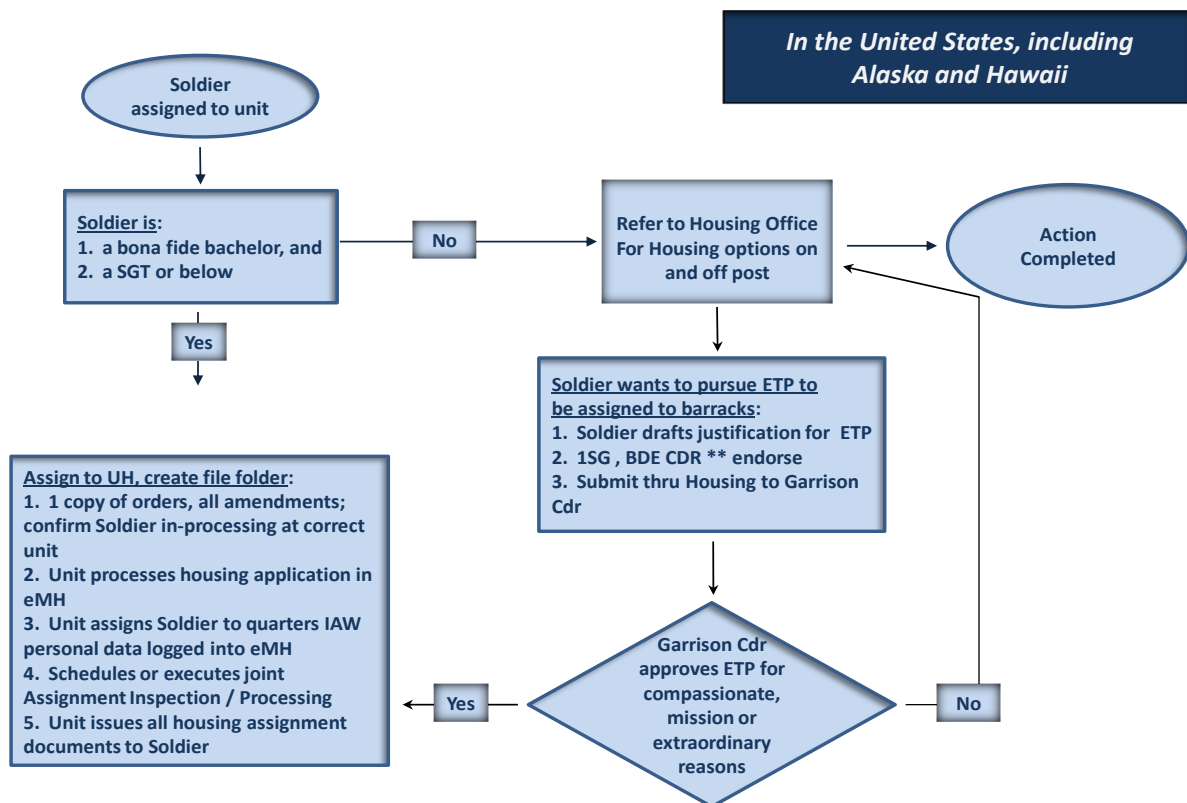 In the United States, including
Alaska and Hawaii
Soldier
assigned to unit
Soldier is:
1. a bona fide bachelor, and
2. a SGT or below
No
Refer to Housing Office
For Housing options on
and off post
Action
Completed
Yes
Soldier wants to pursue ETP to
be assigned to barracks:
1. Soldier drafts justification for ETP
2. 1SG , BDE CDR ** endorse
3. Submit thru Housing to Garrison
Cdr
Assign to UH, create file folder:
1. 1 copy of orders, all amendments;
confirm Soldier in-processing at correct
unit
2. Unit processes housing application in
eMH
3. Unit assigns Soldier to quarters IAW
personal data logged into eMH
4. Schedules or executes joint
Assignment Inspection / Processing
5. Unit issues all housing assignment
documents to Soldier
Yes
Garrison Cdr
approves ETP for
compassionate,
mission or
extraordinary
reasons
No